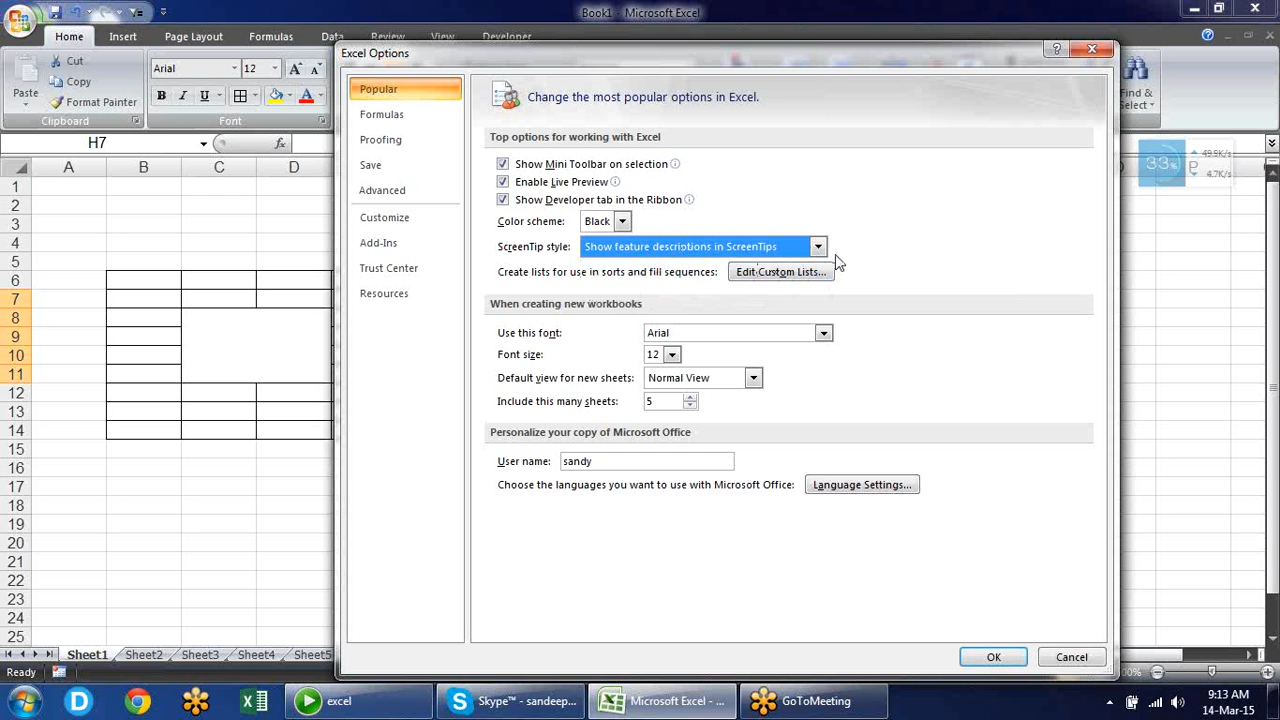 Book1 - Microsoft Excel
Home Insert Page Layout Formulas Data Review View Developer
Paste Cut Copy Format Painter Clipboard
Arial 12 B I U A Font
Find & Select
H7 fx
A B C D
1
2
3
4
5
6
7
8
9
10
11
12
13
14
15
16
17
18
19
20
21
22
23
24
25
Excel Options
Popular
Formulas
Proofing
Save
Advanced
Customize
Add-Ins
Trust Center
Resources
Change the most popular options in Excel.
Top options for working with Excel
Show Mini Toolbar on selection
Enable Live Preview
Show Developer tab in the Ribbon
Color scheme: Black
ScreenTip style: Show feature descriptions in ScreenTips
Create lists for use in sorts and fill sequences: Edit Custom Lists...
When creating new workbooks
Use this font: Arial
Font size: 12
Default view for new sheets: Normal View
Include this many sheets: 5
Personalize your copy of Microsoft Office
User name: sandy
Choose the languages you want to use with Microsoft Office: Language Settings...
OK Cancel
33% 49.5K/s
P 4.7K/s
Sheet1 Sheet2 Sheet3 Sheet4 Sheet5
Ready
excel Skype™ - sandeep... Microsoft Excel - ... GoToMeeting
9:13 AM
14-Mar-15